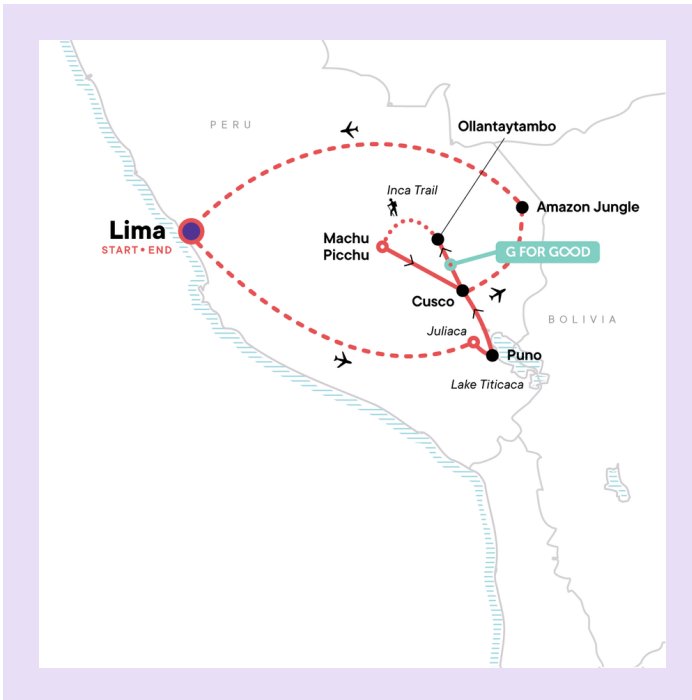 PERU
Ollantaytambo
Inca Trail
Amazon Jungle
Lima
START • END
Machu
Picchu
G FOR GOOD
Cusco
BOLIVIA
Juliaca
Puno
Lake Titicaca